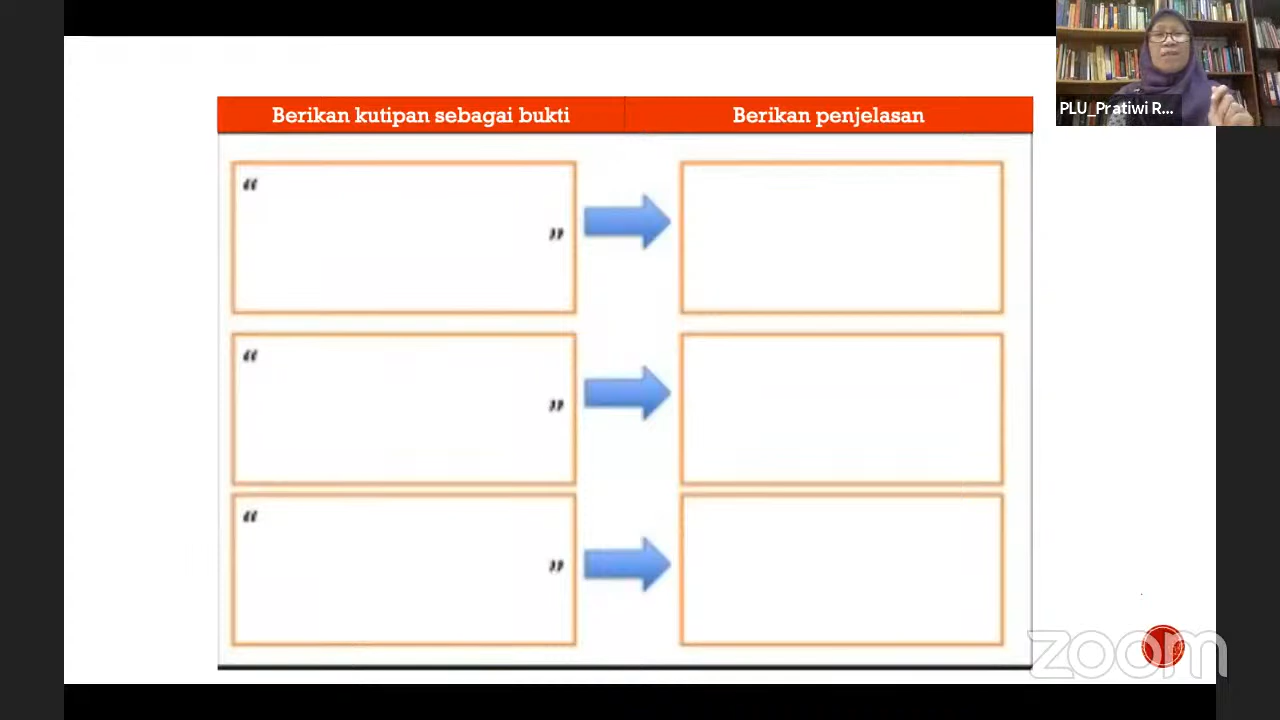 Berikan kutipan sebagai bukti
Berikan penjelasan
“
”
“
”
“
”
PLU_Pratiwi R...
zoom